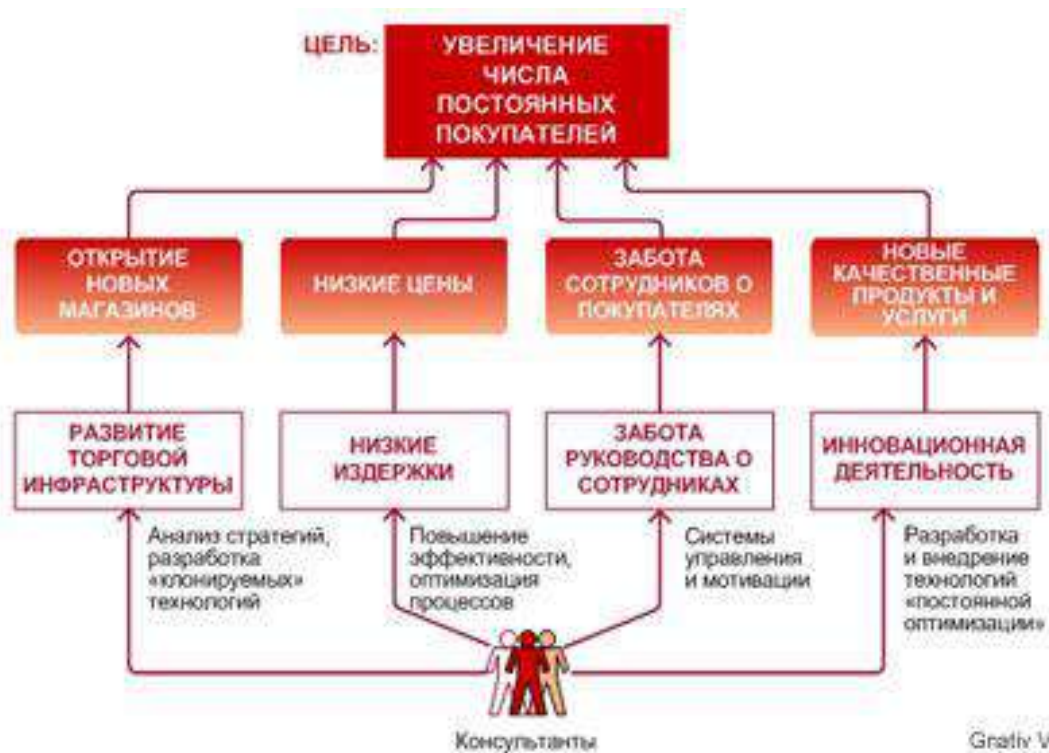 ЦЕЛЬ:
УВЕЛИЧЕНИЕ
ЧИСЛА
ПОСТОЯННЫХ
ПОКУПАТЕЛЕЙ
ОТКРЫТИЕ
НОВЫХ
МАГАЗИНОВ
НИЗКИЕ ЦЕНЫ
ЗАБОТА
СОТРУДНИКОВ О
ПОКУПАТЕЛЯХ
НОВЫЕ
КАЧЕСТВЕННЫЕ
ПРОДУКТЫ И
УСЛУГИ
РАЗВИТИЕ
ТОРГОВОЙ
ИНФРАСТРУКТУРЫ
НИЗКИЕ
ИЗДЕРЖКИ
ЗАБОТА
РУКОВОДСТВА О
СОТРУДНИКАХ
ИННОВАЦИОННАЯ
ДЕЯТЕЛЬНОСТЬ
Анализ стратегий,
разработка
«клонируемых»
технологий
Повышение
эффективности,
оптимизация
процессов
Системы
управления
и мотивации
Разработка
и внедрение
технологий
«постоянной
оптимизации»
Консультанты